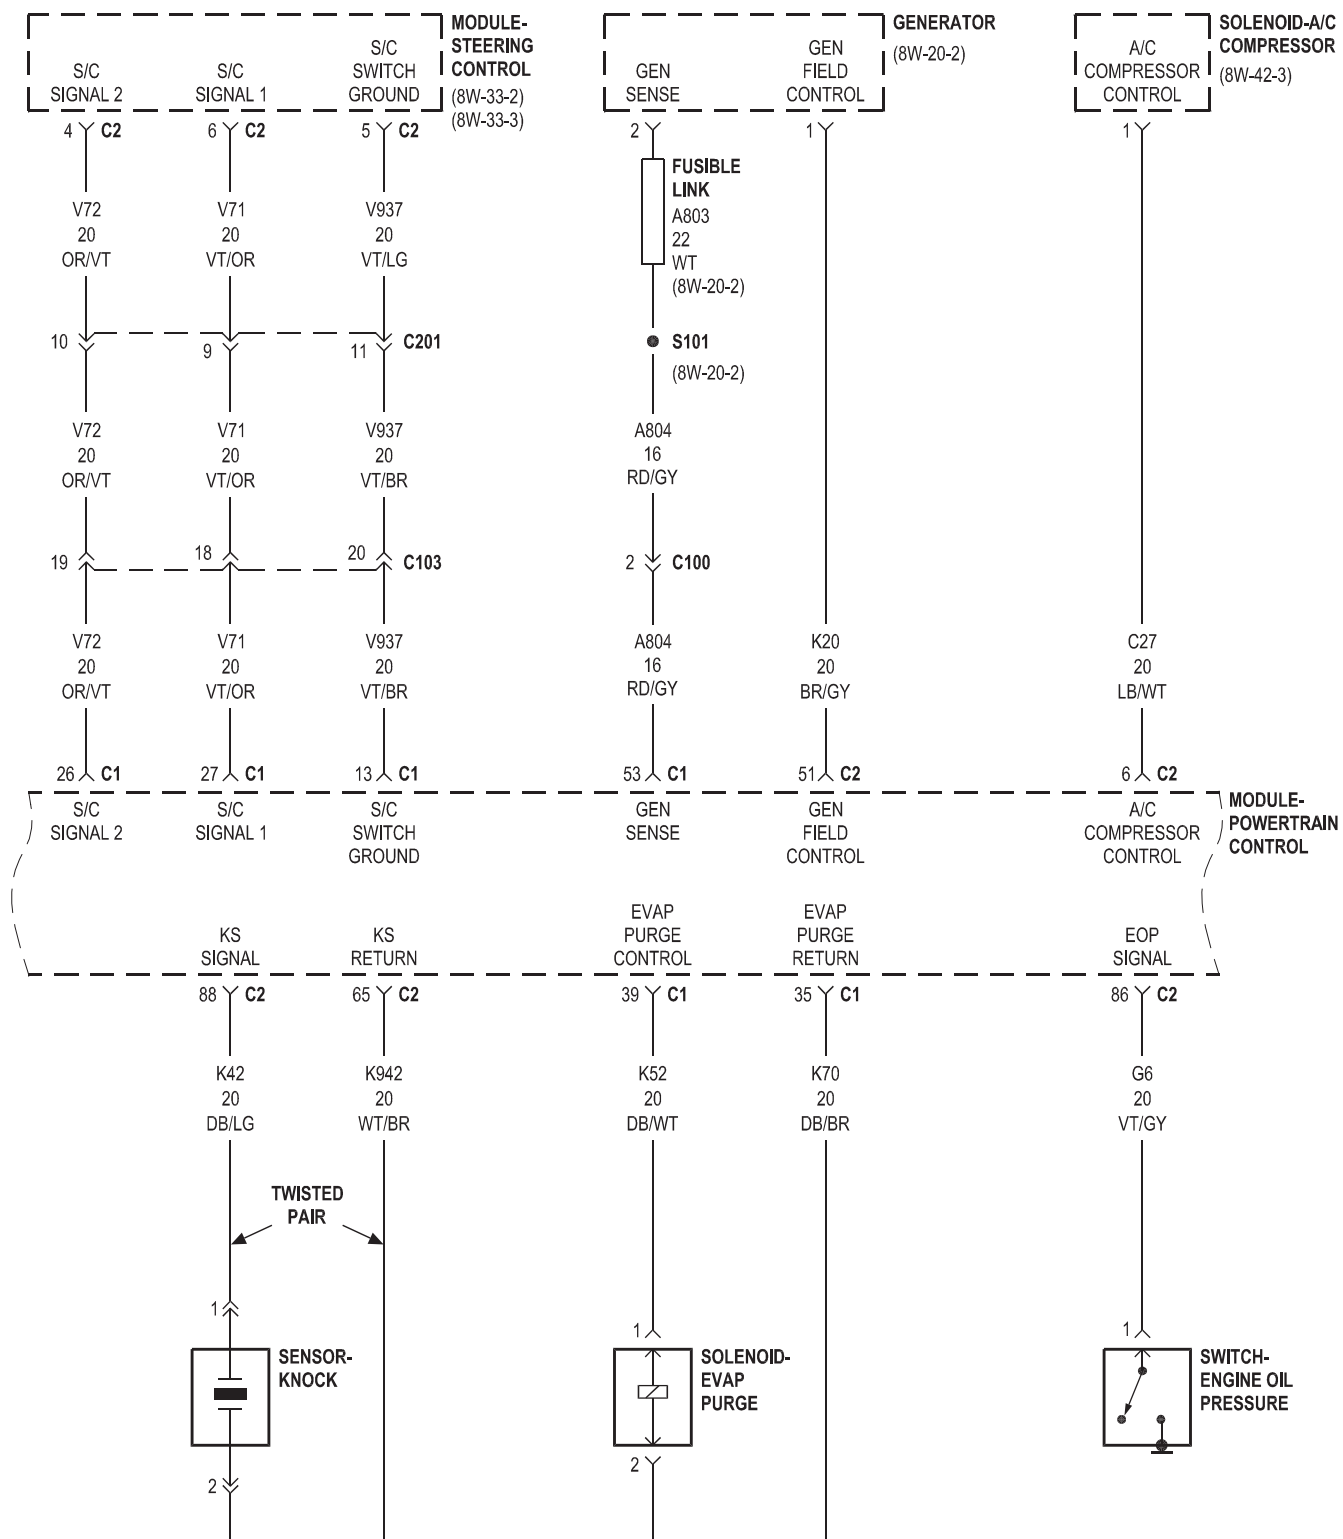 MODULE-
STEERING
CONTROL
(8W-33-2)
(8W-33-3)
S/C
SIGNAL 2
S/C
SIGNAL 1
S/C
SWITCH
GROUND
GENERATOR
(8W-20-2)
GEN
SENSE
GEN
FIELD
CONTROL
SOLENOID-A/C
COMPRESSOR
(8W-42-3)
A/C
COMPRESSOR
CONTROL
4 C2
6 C2
5 C2
2
1
1
FUSIBLE
LINK
A803
22
WT
(8W-20-2)
V72
20
OR/VT
V71
20
VT/OR
V937
20
VT/LG
10
9
11
C201
S101
(8W-20-2)
V72
20
OR/VT
V71
20
VT/OR
V937
20
VT/BR
A804
16
RD/GY
19
18
20
C103
2 C100
V72
20
OR/VT
V71
20
VT/OR
V937
20
VT/BR
A804
16
RD/GY
K20
20
BR/GY
C27
20
LB/WT
26 C1
27 C1
13 C1
53 C1
51 C2
6 C2
S/C
SIGNAL 2
S/C
SIGNAL 1
S/C
SWITCH
GROUND
GEN
SENSE
GEN
FIELD
CONTROL
A/C
COMPRESSOR
CONTROL
MODULE-
POWERTRAIN
CONTROL
KS
SIGNAL
KS
RETURN
EVAP
PURGE
CONTROL
EVAP
PURGE
RETURN
EOP
SIGNAL
88 C2
65 C2
39 C1
35 C1
86 C2
K42
20
DB/LG
K942
20
WT/BR
K52
20
DB/WT
K70
20
DB/BR
G6
20
VT/GY
TWISTED
PAIR
1
1
1
SENSOR-
KNOCK
SOLENOID-
EVAP
PURGE
SWITCH-
ENGINE OIL
PRESSURE
2
2